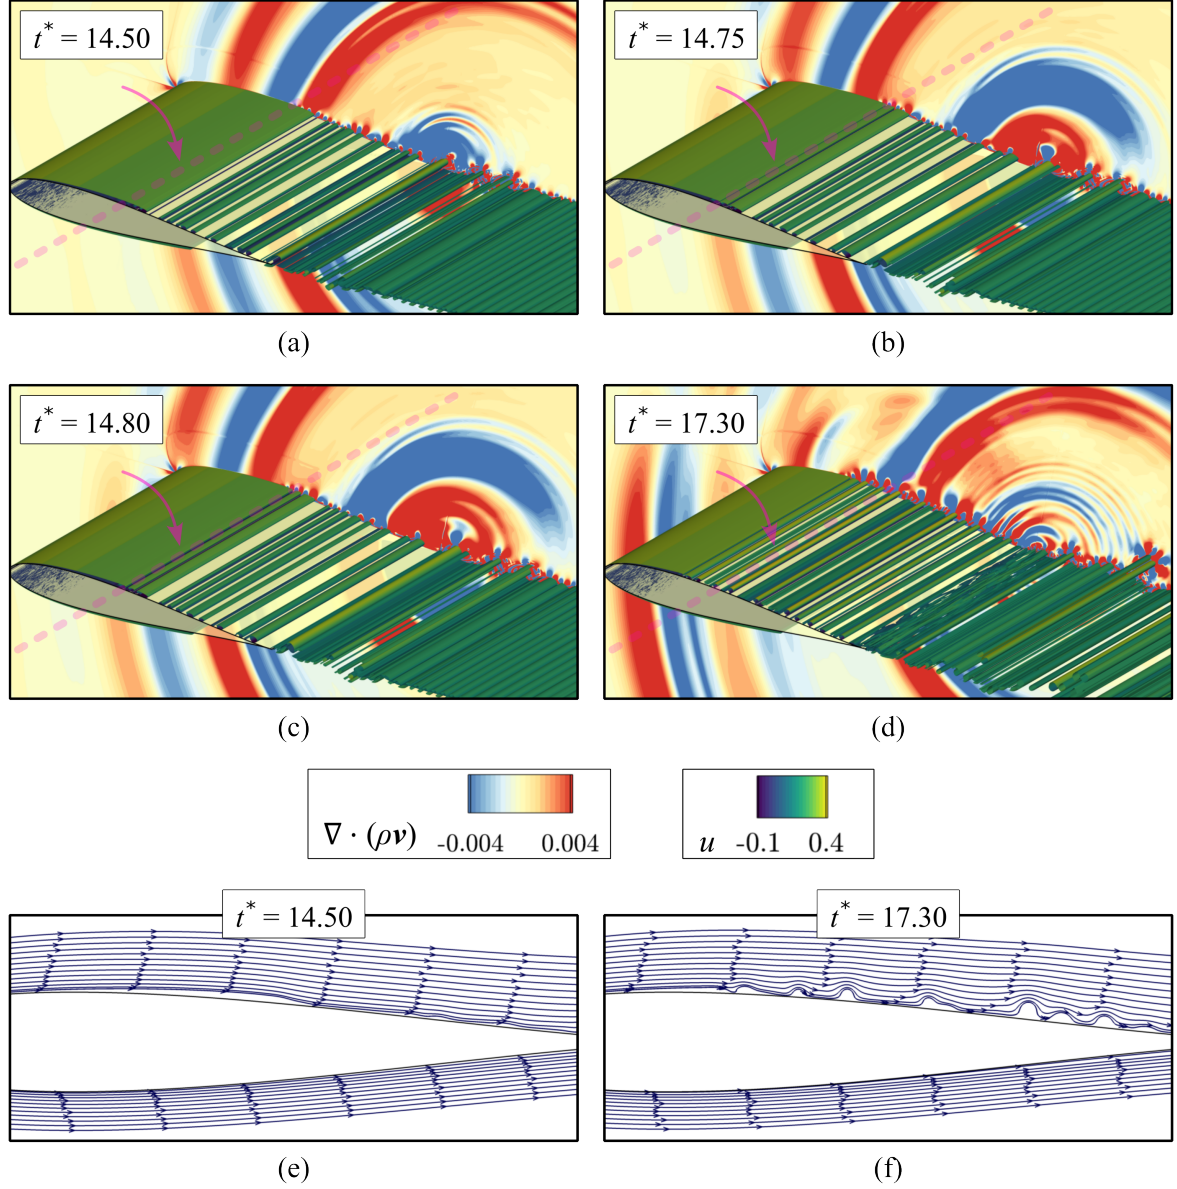 t* = 14.50
t* = 14.75
(a)
(b)
t* = 14.80
t* = 17.30
(c)
(d)
∇ · (ρv) -0.004 0.004
u -0.1 0.4
t* = 14.50
t* = 17.30
(e)
(f)